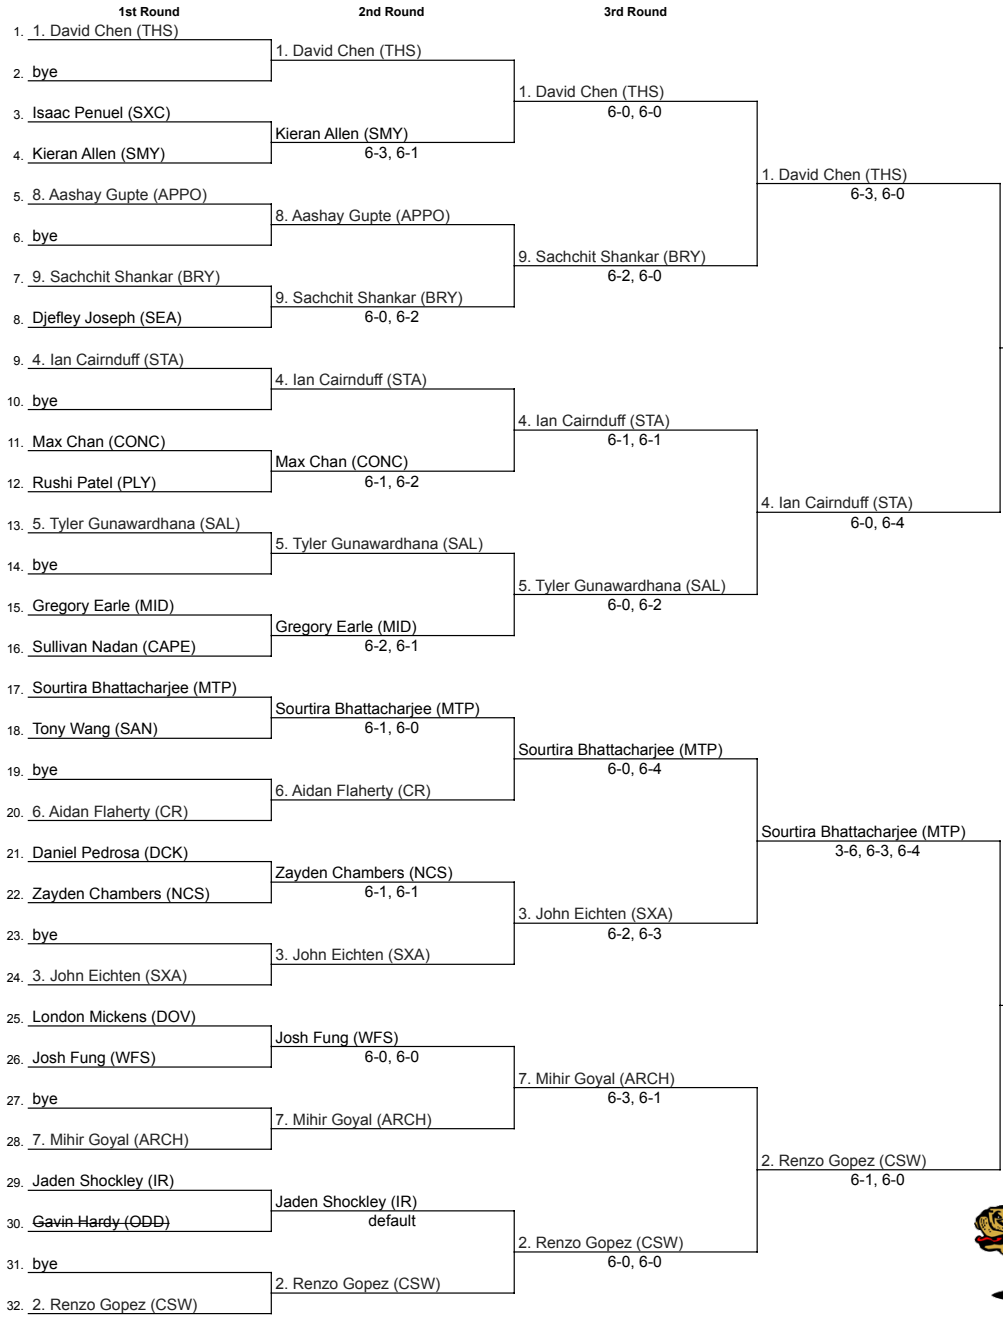 1st Round
2nd Round
3rd Round
1. 1. David Chen (THS)
2. bye
3. Isaac Penuel (SXC)
4. Kieran Allen (SMY)
5. 8. Aashay Gupte (APPO)
6. bye
7. 9. Sachchit Shankar (BRY)
8. Djefley Joseph (SEA)
9. 4. Ian Cairnduff (STA)
10. bye
11. Max Chan (CONC)
12. Rushi Patel (PLY)
13. 5. Tyler Gunawardhana (SAL)
14. bye
15. Gregory Earle (MID)
16. Sullivan Nadan (CAPE)
17. Sourtira Bhattacharjee (MTP)
18. Tony Wang (SAN)
19. bye
20. 6. Aidan Flaherty (CR)
21. Daniel Pedrosa (DCK)
22. Zayden Chambers (NCS)
23. bye
24. 3. John Eichten (SXA)
25. London Mickens (DOV)
26. Josh Fung (WFS)
27. bye
28. 7. Mihir Goyal (ARCH)
29. Jaden Shockley (IR)
30. Gavin Hardy (ODD)
31. bye
32. 2. Renzo Gopez (CSW)
1. David Chen (THS)
Kieran Allen (SMY)
6-3, 6-1
8. Aashay Gupte (APPO)
9. Sachchit Shankar (BRY)
6-0, 6-2
4. Ian Cairnduff (STA)
Max Chan (CONC)
6-1, 6-2
5. Tyler Gunawardhana (SAL)
Gregory Earle (MID)
6-2, 6-1
Sourtira Bhattacharjee (MTP)
6-1, 6-0
6. Aidan Flaherty (CR)
Zayden Chambers (NCS)
6-1, 6-1
3. John Eichten (SXA)
Josh Fung (WFS)
6-0, 6-0
7. Mihir Goyal (ARCH)
Jaden Shockley (IR)
default
2. Renzo Gopez (CSW)
1. David Chen (THS)
6-0, 6-0
9. Sachchit Shankar (BRY)
6-2, 6-0
4. Ian Cairnduff (STA)
6-1, 6-1
5. Tyler Gunawardhana (SAL)
6-0, 6-2
Sourtira Bhattacharjee (MTP)
6-0, 6-4
3. John Eichten (SXA)
6-2, 6-3
7. Mihir Goyal (ARCH)
6-3, 6-1
2. Renzo Gopez (CSW)
6-0, 6-0
1. David Chen (THS)
6-3, 6-0
4. Ian Cairnduff (STA)
6-0, 6-4
Sourtira Bhattacharjee (MTP)
3-6, 6-3, 6-4
2. Renzo Gopez (CSW)
6-1, 6-0